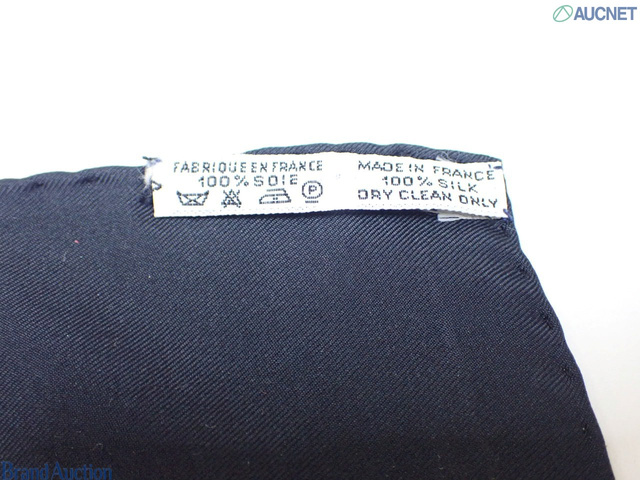 AUCNET
FABRIQUE EN FRANCE
100% SOIE
P
MADE IN FRANCE
100% SILK
DRY CLEAN ONLY
Brand Auction